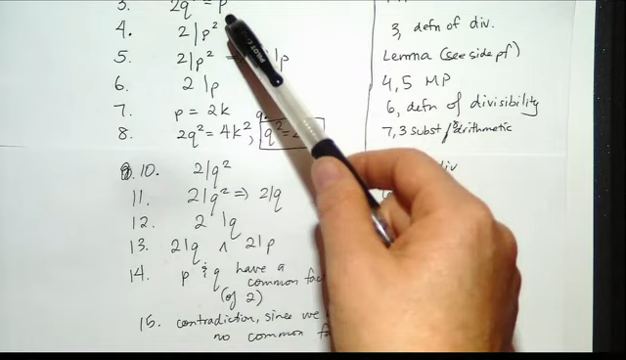 3. 2q² = p
4. 2|p² 3, defn of div.
5. 2|p² |p Lemma (see side pf)
6. 2|p 4,5 MP
7. p = 2k 6, defn of divisibility
8. 2q² = 4k², q² = 7,3 subst / arithmetic
10. 2|q² div
11. 2|q² => 2|q
12. 2|q
13. 2|q ∧ 2|p
14. p & q have a
common
(of 2)
15. contradiction, since we
no common
PILOT